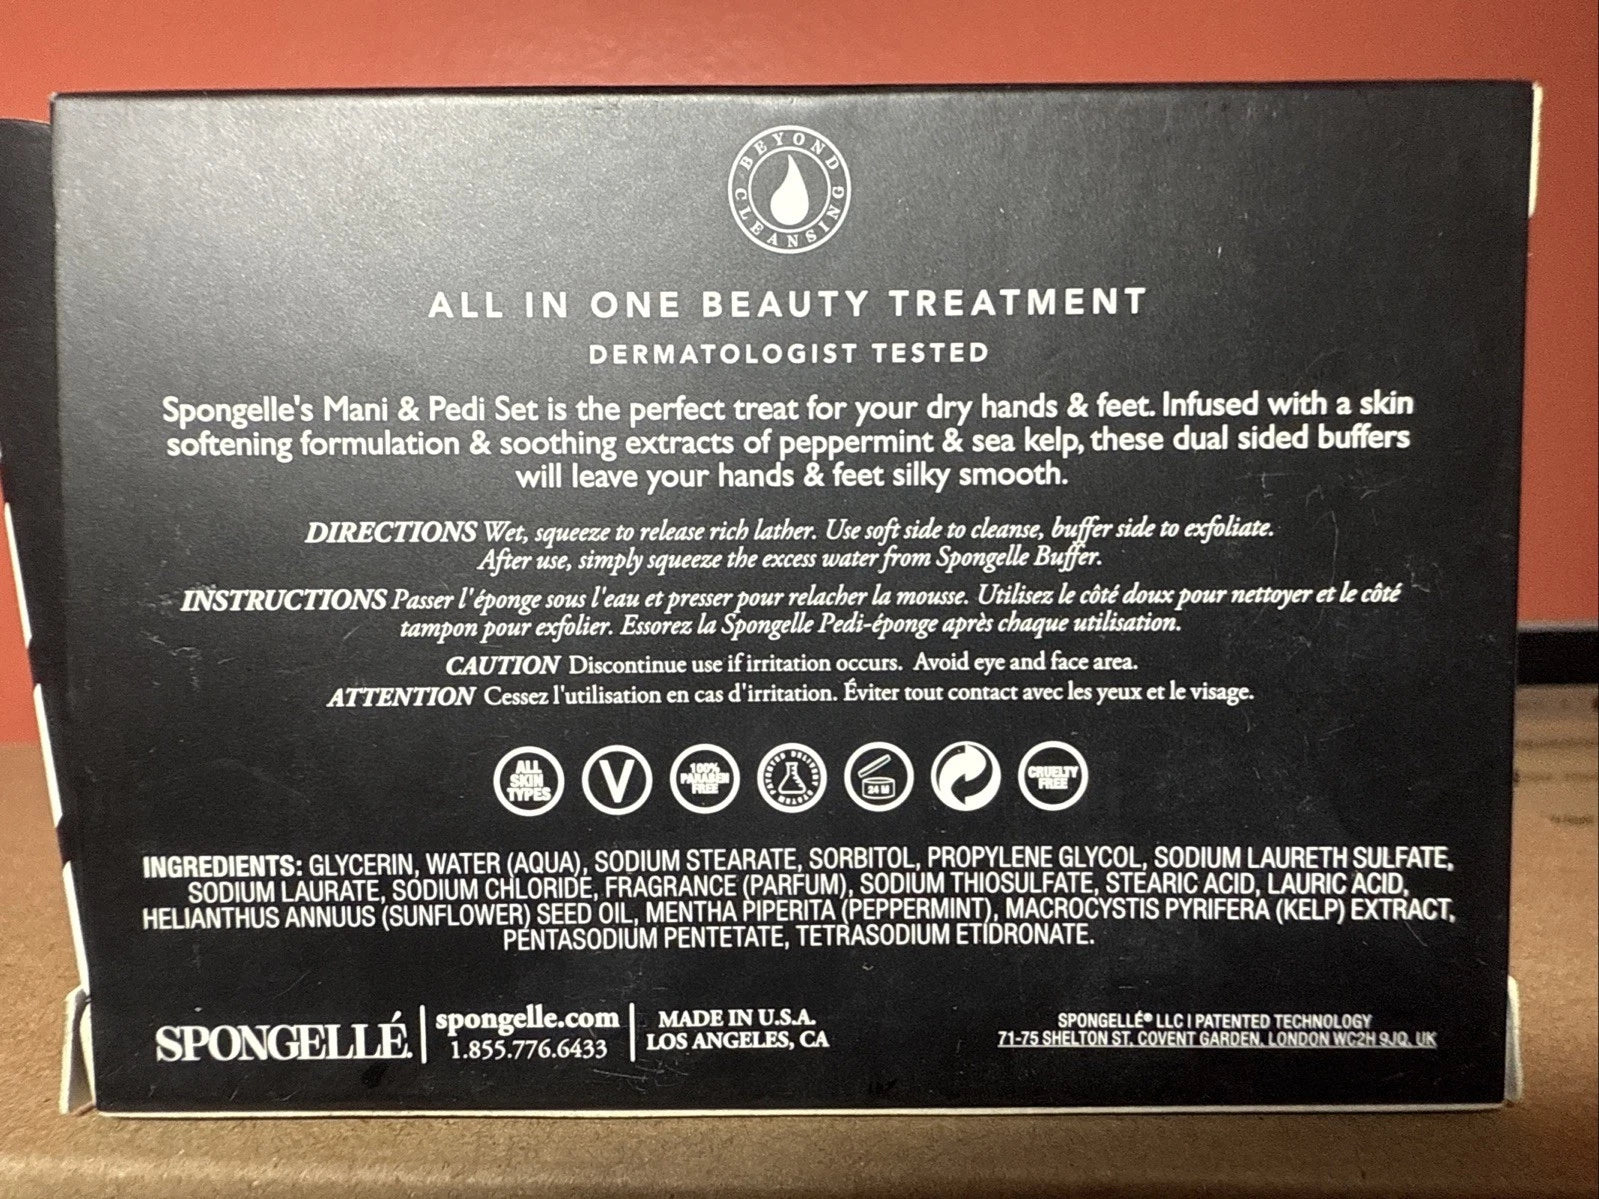 BEYOND CLEANSING
ALL IN ONE BEAUTY TREATMENT
DERMATOLOGIST TESTED
Spongelle's Mani & Pedi Set is the perfect treat for your dry hands & feet. Infused with a skin
softening formulation & soothing extracts of peppermint & sea kelp, these dual sided buffers
will leave your hands & feet silky smooth.
DIRECTIONS Wet, squeeze to release rich lather. Use soft side to cleanse, buffer side to exfoliate.
After use, simply squeeze the excess water from Spongelle Buffer.
INSTRUCTIONS Passer l'éponge sous l'eau et presser pour relacher la mousse. Utilisez le côté doux pour nettoyer et le côté
tampon pour exfolier. Essorez la Spongelle Pedi-éponge après chaque utilisation.
CAUTION Discontinue use if irritation occurs. Avoid eye and face area.
ATTENTION Cessez l'utilisation en cas d'irritation. Éviter tout contact avec les yeux et le visage.
ALL SKIN TYPES
V
100% PARABEN FREE
PATENTED DELIVERY SYSTEM
24 M
CRUELTY FREE
INGREDIENTS: GLYCERIN, WATER (AQUA), SODIUM STEARATE, SORBITOL, PROPYLENE GLYCOL, SODIUM LAURETH SULFATE,
SODIUM LAURATE, SODIUM CHLORIDE, FRAGRANCE (PARFUM), SODIUM THIOSULFATE, STEARIC ACID, LAURIC ACID,
HELIANTHUS ANNUUS (SUNFLOWER) SEED OIL, MENTHA PIPERITA (PEPPERMINT), MACROCYSTIS PYRIFERA (KELP) EXTRACT,
PENTASODIUM PENTETATE, TETRASODIUM ETIDRONATE.
SPONGELLÉ.
spongelle.com
1.855.776.6433
MADE IN U.S.A.
LOS ANGELES, CA
SPONGELLÉ® LLC | PATENTED TECHNOLOGY
71-75 SHELTON ST, COVENT GARDEN, LONDON WC2H 9JQ, UK